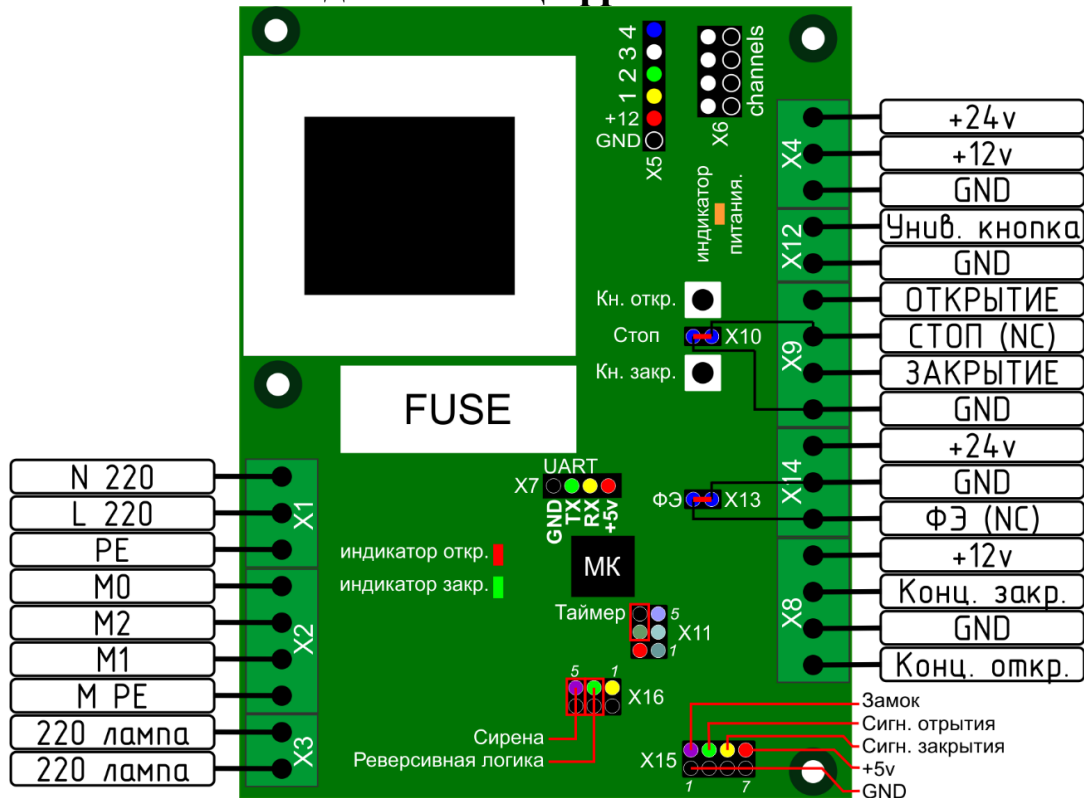 4
3
2
1
+12
GND
X5
X6
channels
индикатор
питания.
+24v
+12v
GND
X4
Унив. кнопка
GND
X12
Кн. откр.
Стоп
X10
Кн. закр.
ОТКРЫТИЕ
СТОП (NC)
ЗАКРЫТИЕ
GND
X9
FUSE
+24v
GND
ФЭ (NC)
X14
UART
X7
GND
TX
RX
+5v
ФЭ
X13
N 220
L 220
PE
X1
индикатор откр.
индикатор закр.
МК
+12v
Конц. закр.
GND
Конц. откр.
X8
M0
M2
M1
M PE
X2
Таймер
5
X11
1
5
1
X16
Сирена
Реверсивная логика
220 лампа
220 лампа
X3
X15
1
7
Замок
Сигн. отрытия
Сигн. закрытия
+5v
GND